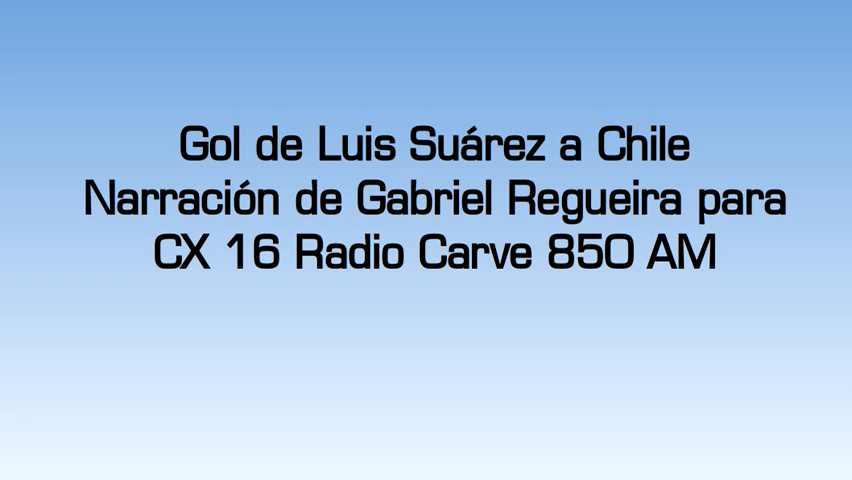 Gol de Luis Suárez a Chile
Narración de Gabriel Regueira para
CX 16 Radio Carve 850 AM